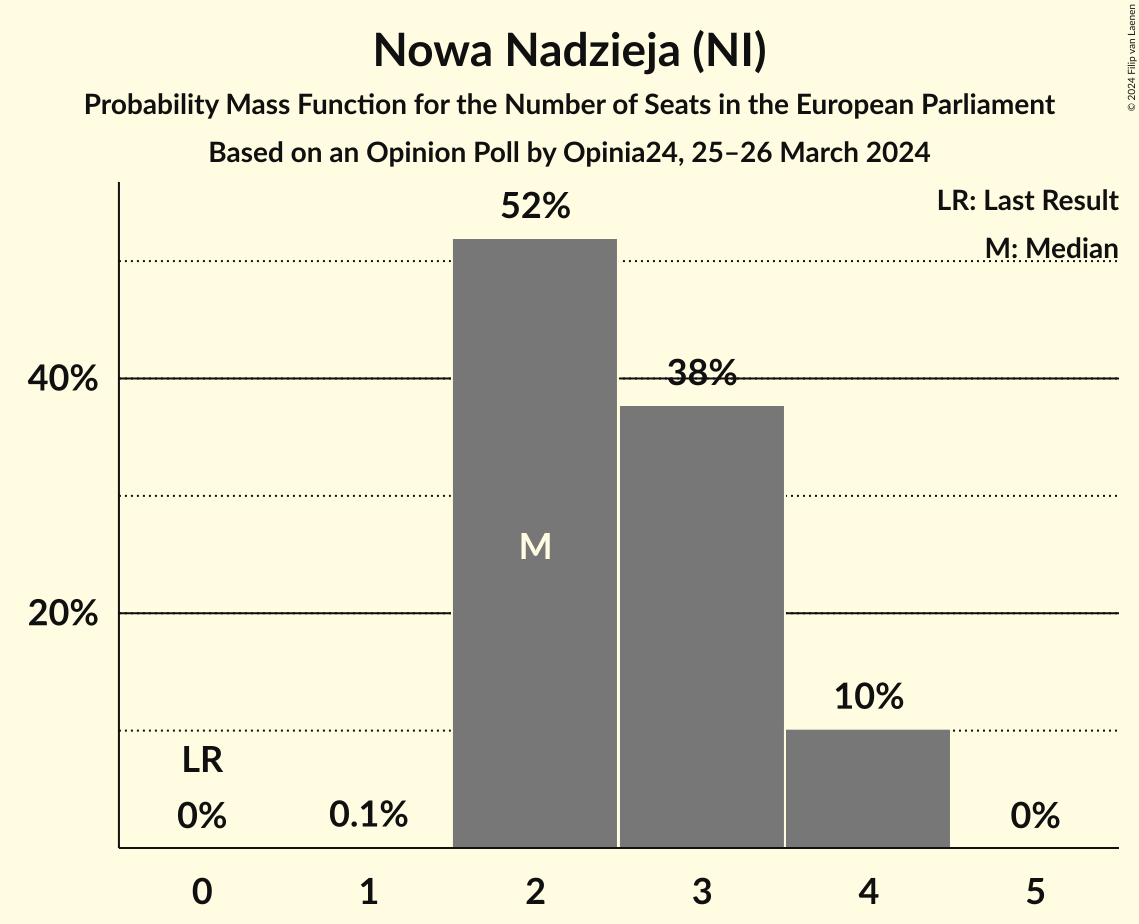 Nowa Nadzieja (NI)
Probability Mass Function for the Number of Seats in the European Parliament
Based on an Opinion Poll by Opinia24, 25–26 March 2024
© 2024 Filip van Laenen
LR: Last Result
M: Median
52%
40%
38%
M
20%
10%
LR
0%
0.1%
0%
0 1 2 3 4 5